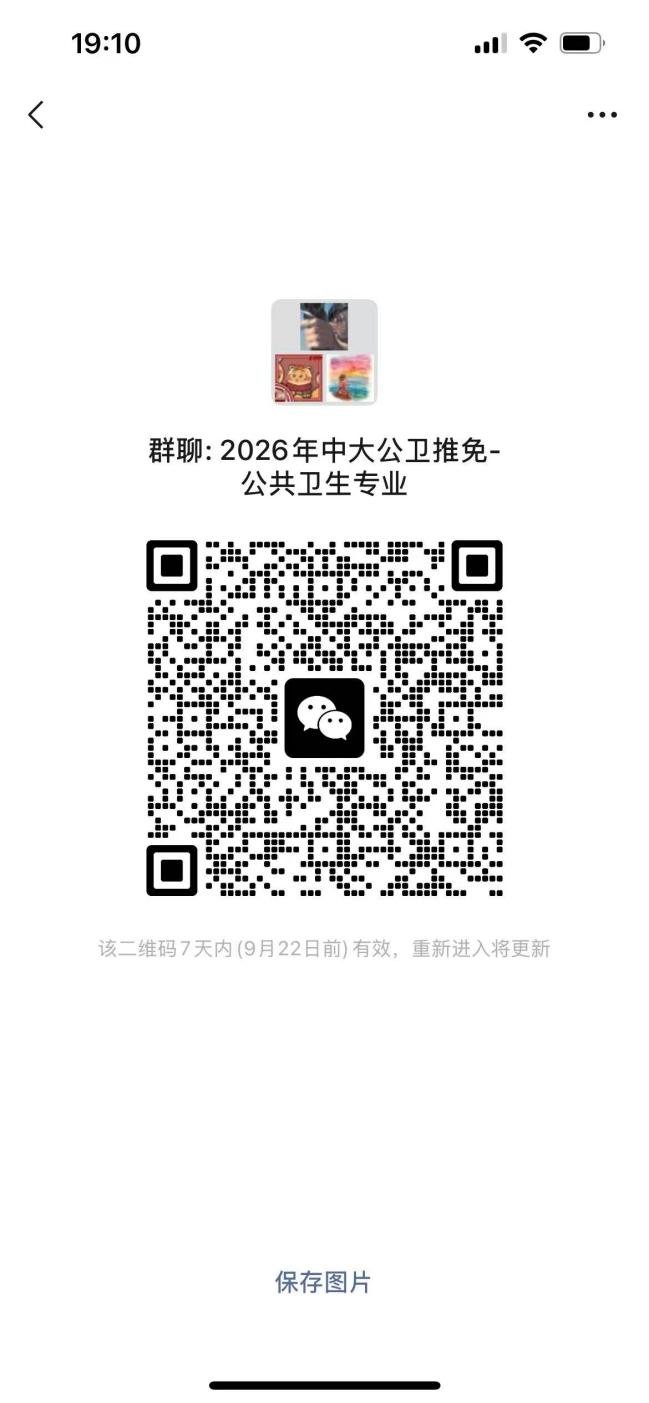 19:10
群聊: 2026年中大公卫推免-
公共卫生专业
该二维码7天内(9月22日前)有效，重新进入将更新
保存图片